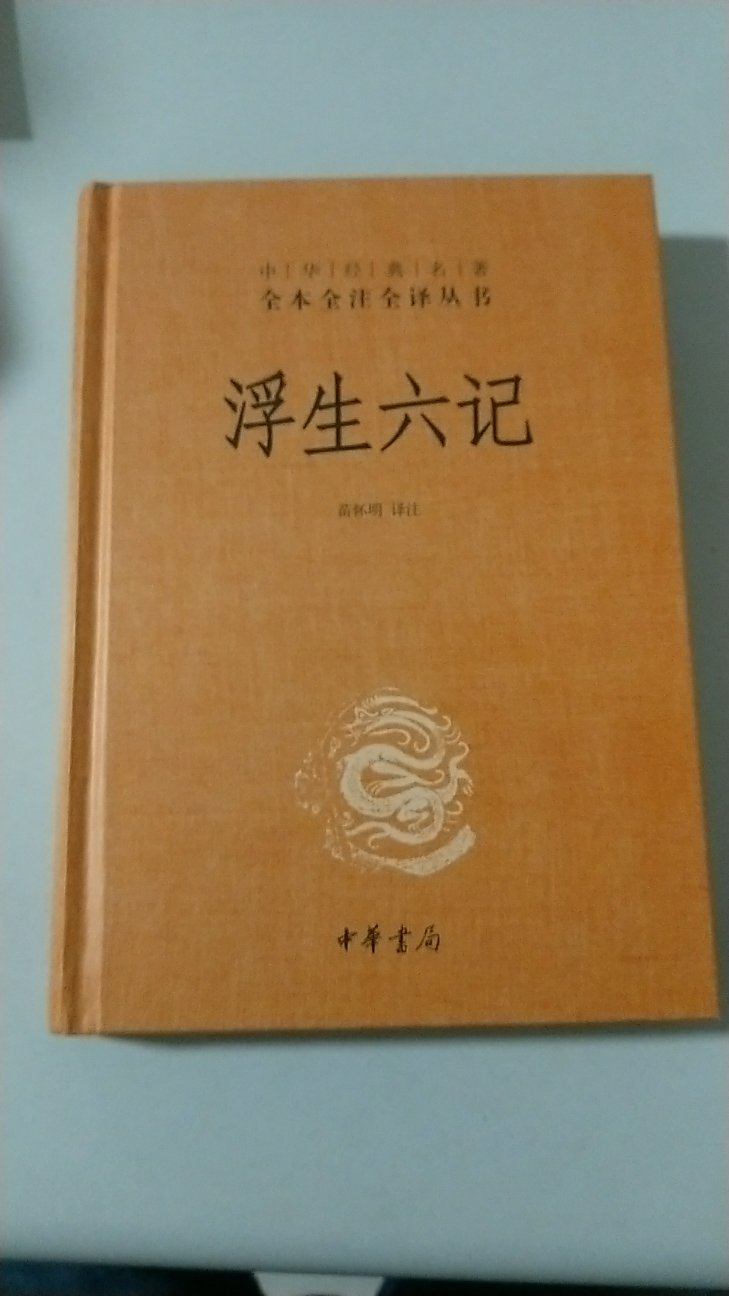 中|华|经|典|名|著
全本全注全译丛书
浮生六记
苗怀明 译注
中華書局